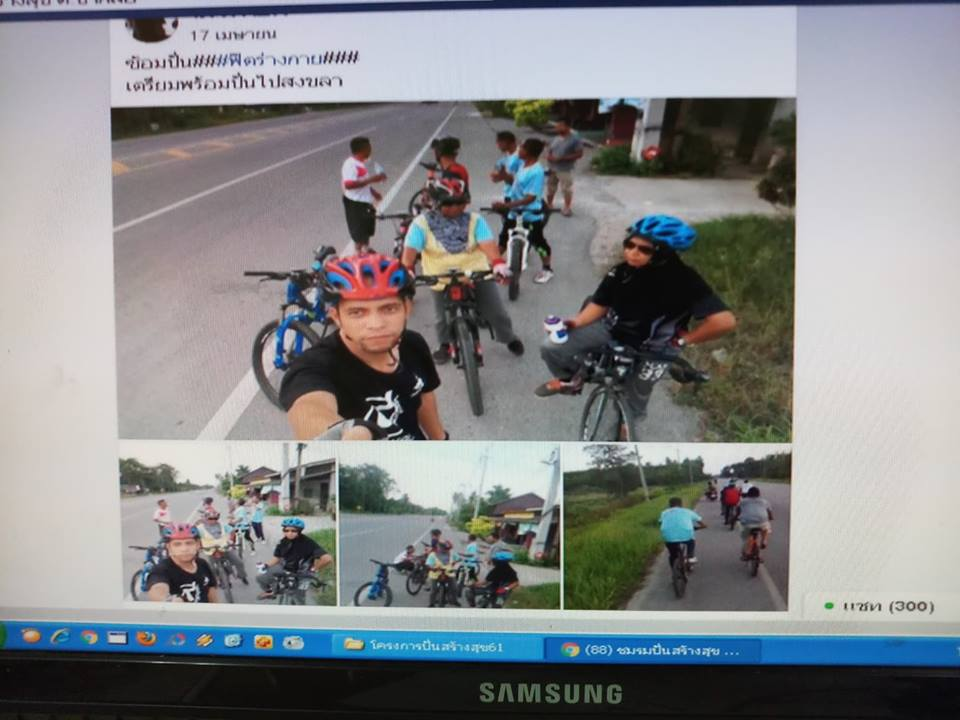 17 เมษายน
ซ้อมปั่น###ฟิตร่างกาย###
เตรียมพร้อมปั่นไปสงขลา
แชท (300)
โครงการปั่นสร้างสุข61
(88) ชมรมปั่นสร้างสุข ...
SAMSUNG